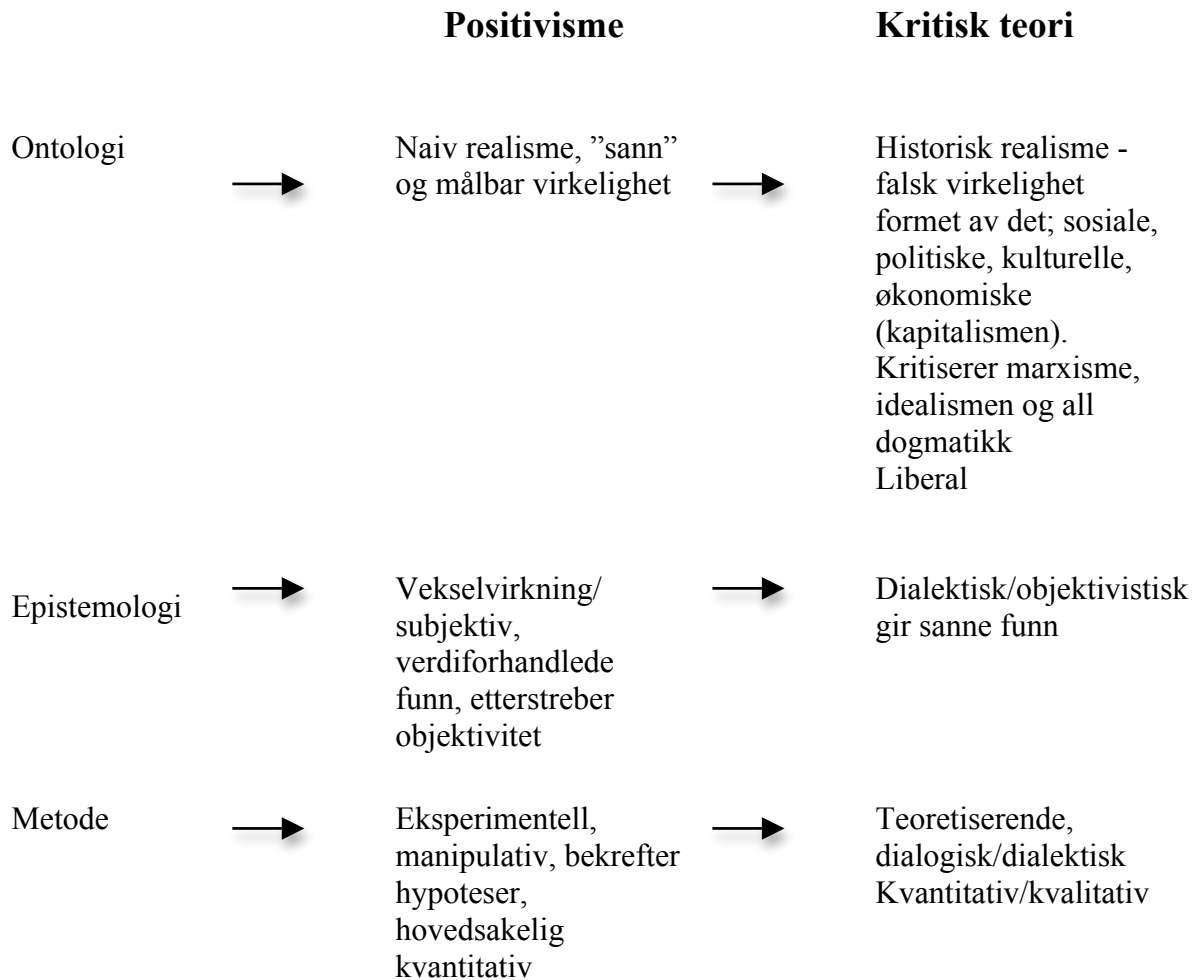 Positivisme
Kritisk teori
Ontologi
Naiv realisme, ”sann”
og målbar virkelighet
Historisk realisme -
falsk virkelighet
formet av det; sosiale,
politiske, kulturelle,
økonomiske
(kapitalismen).
Kritiserer marxisme,
idealismen og all
dogmatikk
Liberal
Epistemologi
Vekselvirkning/
subjektiv,
verdiforhandlede
funn, etterstreber
objektivitet
Dialektisk/objektivistisk
gir sanne funn
Metode
Eksperimentell,
manipulativ, bekrefter
hypoteser,
hovedsakelig
kvantitativ
Teoretiserende,
dialogisk/dialektisk
Kvantitativ/kvalitativ